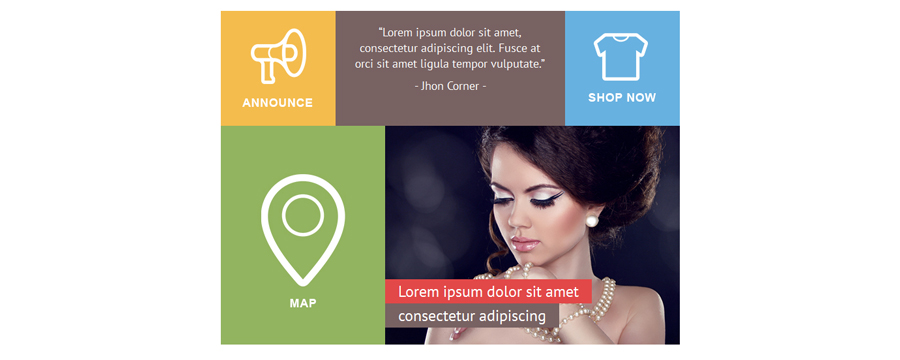 ANNOUNCE
“Lorem ipsum dolor sit amet,
consectetur adipiscing elit. Fusce at
orci sit amet ligula tempor vulputate.”
- Jhon Corner -
SHOP NOW
MAP
Lorem ipsum dolor sit amet
consectetur adipiscing